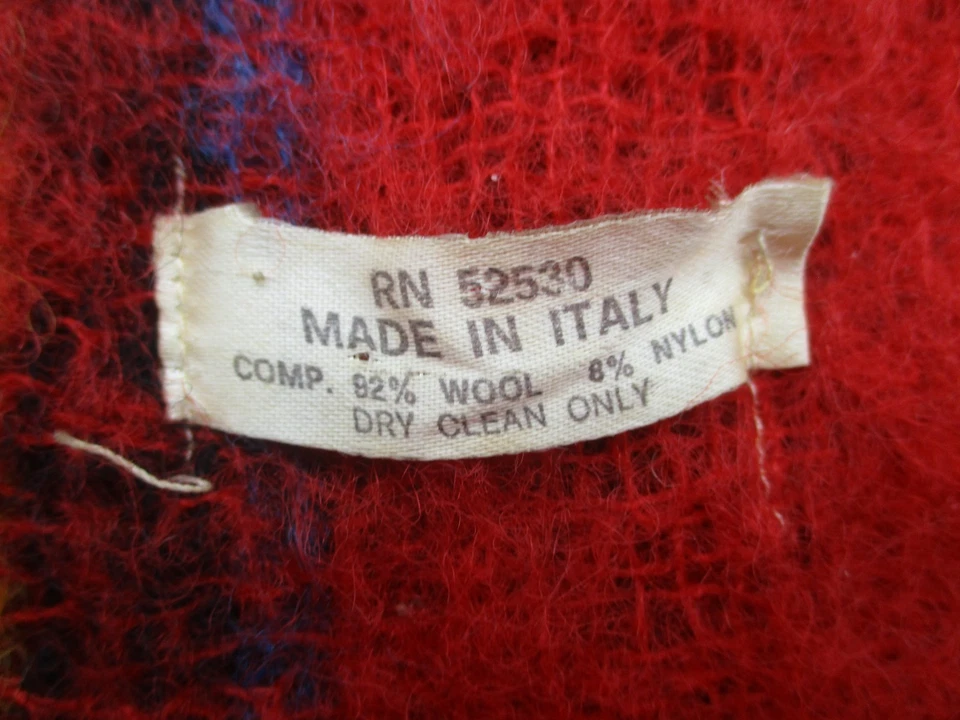 RN 52530
MADE IN ITALY
COMP. 92% WOOL 8% NYLON
DRY CLEAN ONLY